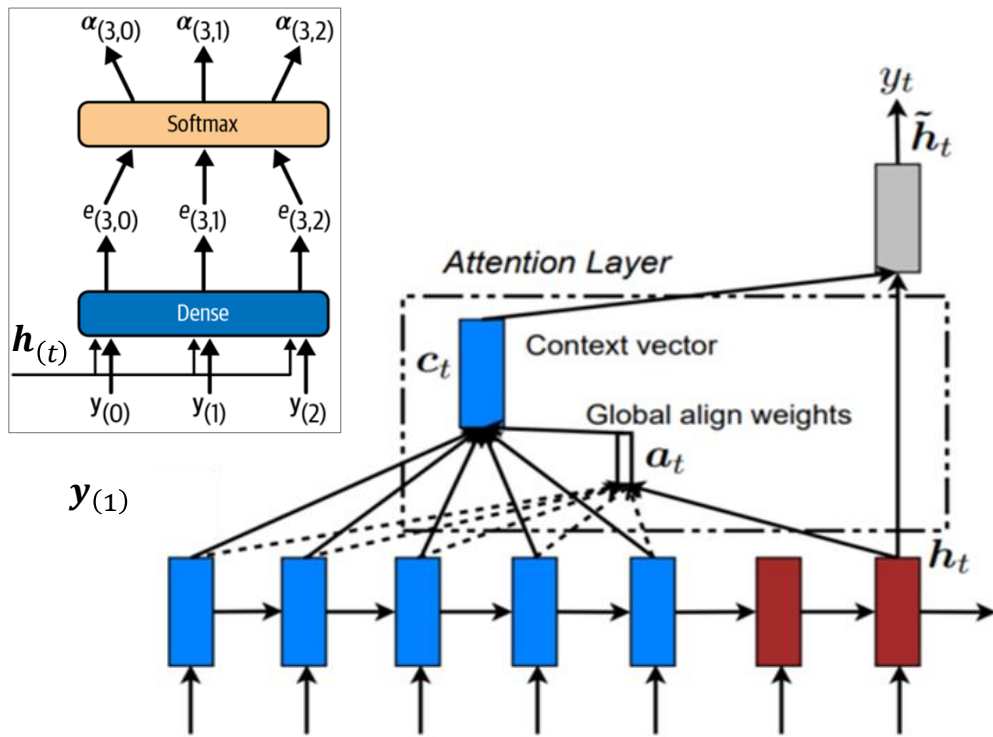 α(3,0) α(3,1) α(3,2)
Softmax
e(3,0) e(3,1) e(3,2)
Dense
h(t)
y(0) y(1) y(2)
yt
h̃t
Attention Layer
ct
Context vector
Global align weights
at
y(1)
ht